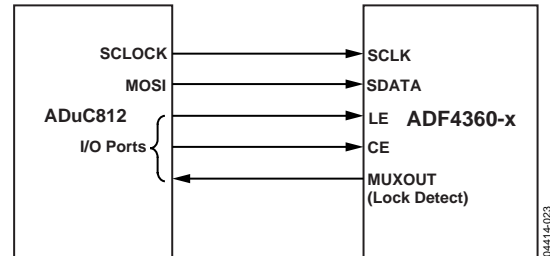 SCLOCK
MOSI
ADuC812
I/O Ports
SCLK
SDATA
LE
ADF4360-x
CE
MUXOUT
(Lock Detect)
04414-023